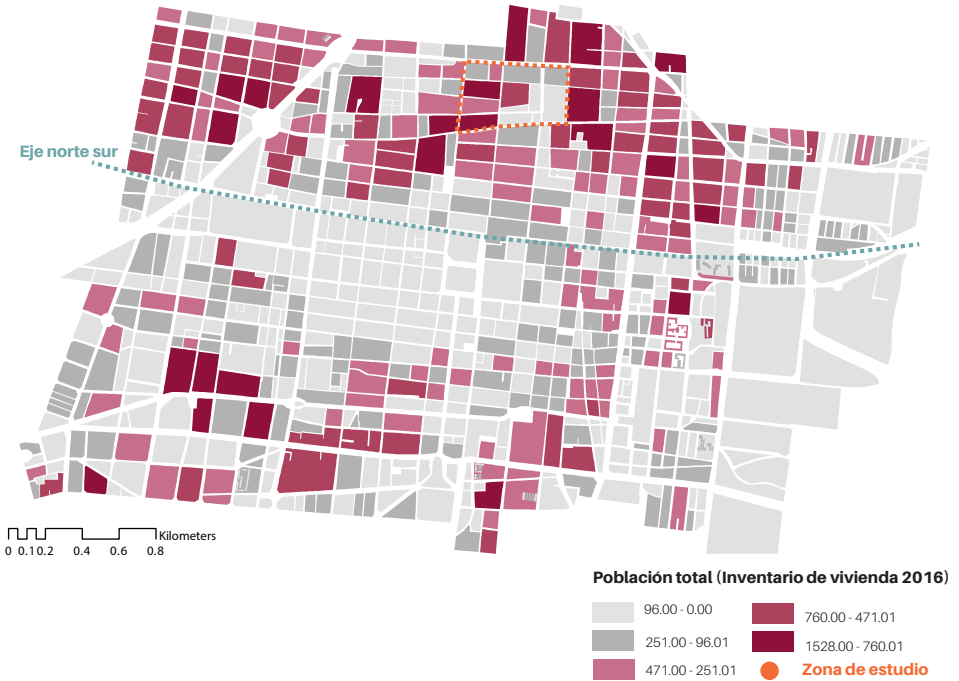 Eje norte sur
Kilometers
0 0.1 0.2 0.4 0.6 0.8
Población total (Inventario de vivienda 2016)
96.00 - 0.00
251.00 - 96.01
471.00 - 251.01
760.00 - 471.01
1528.00 - 760.01
Zona de estudio